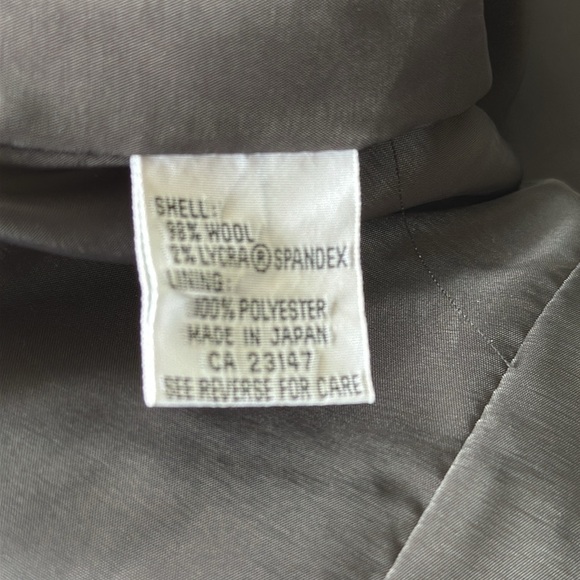 SHELL:
98% WOOL
2% LYCRA® SPANDEX
LINING:
100% POLYESTER
MADE IN JAPAN
CA 23147
SEE REVERSE FOR CARE